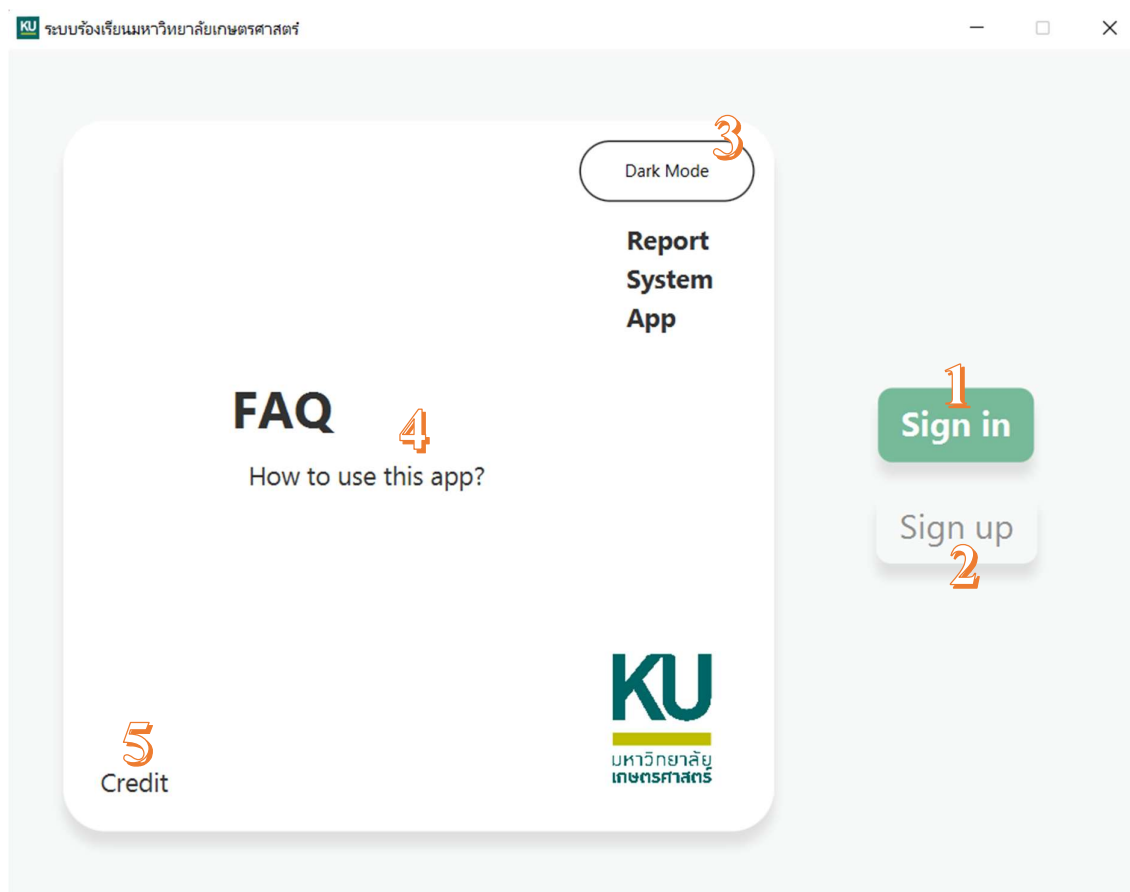 KU ระบบร้องเรียนมหาวิทยาลัยเกษตรศาสตร์
3
Dark Mode
Report
System
App
1
Sign in
FAQ
4
How to use this app?
Sign up
2
KU
มหาวิทยาลัย
เกษตรศาสตร์
5
Credit